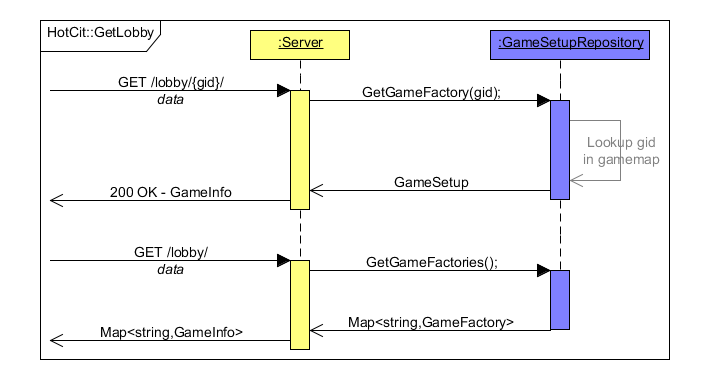 HotCit::GetLobby
:Server
:GameSetupRepository
GET /lobby/{gid}/
data
GetGameFactory(gid);
Lookup gid
in gamemap
GameSetup
200 OK - GameInfo
GET /lobby/
data
GetGameFactories();
Map<string,GameFactory>
Map<string,GameInfo>